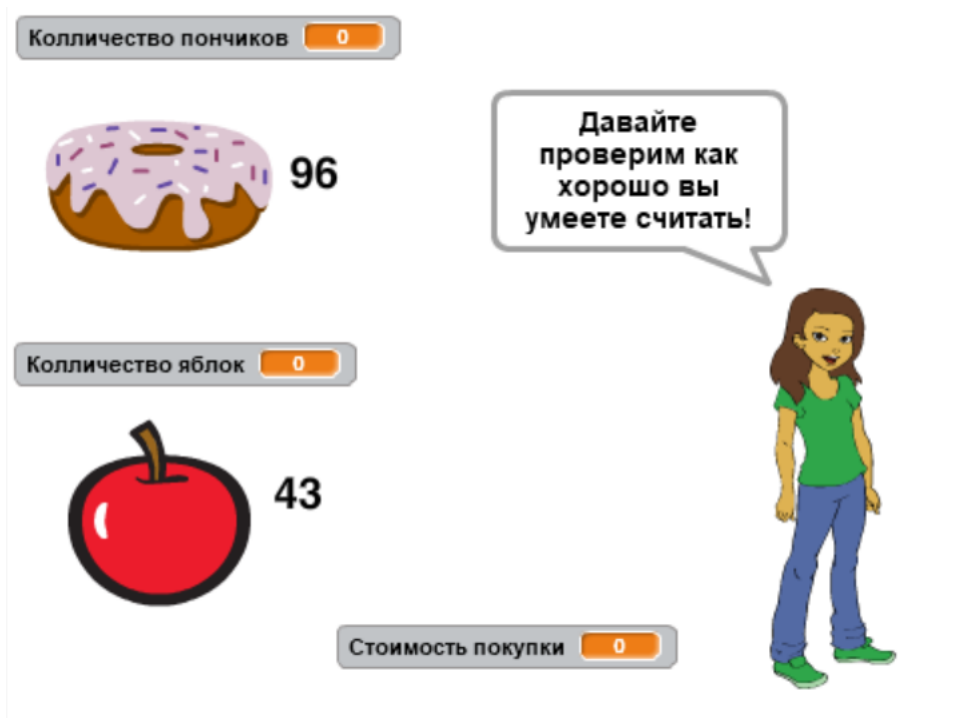 Колличество пончиков 0
96
Давайте
проверим как
хорошо вы
умеете считать!
Колличество яблок 0
43
Стоимость покупки 0